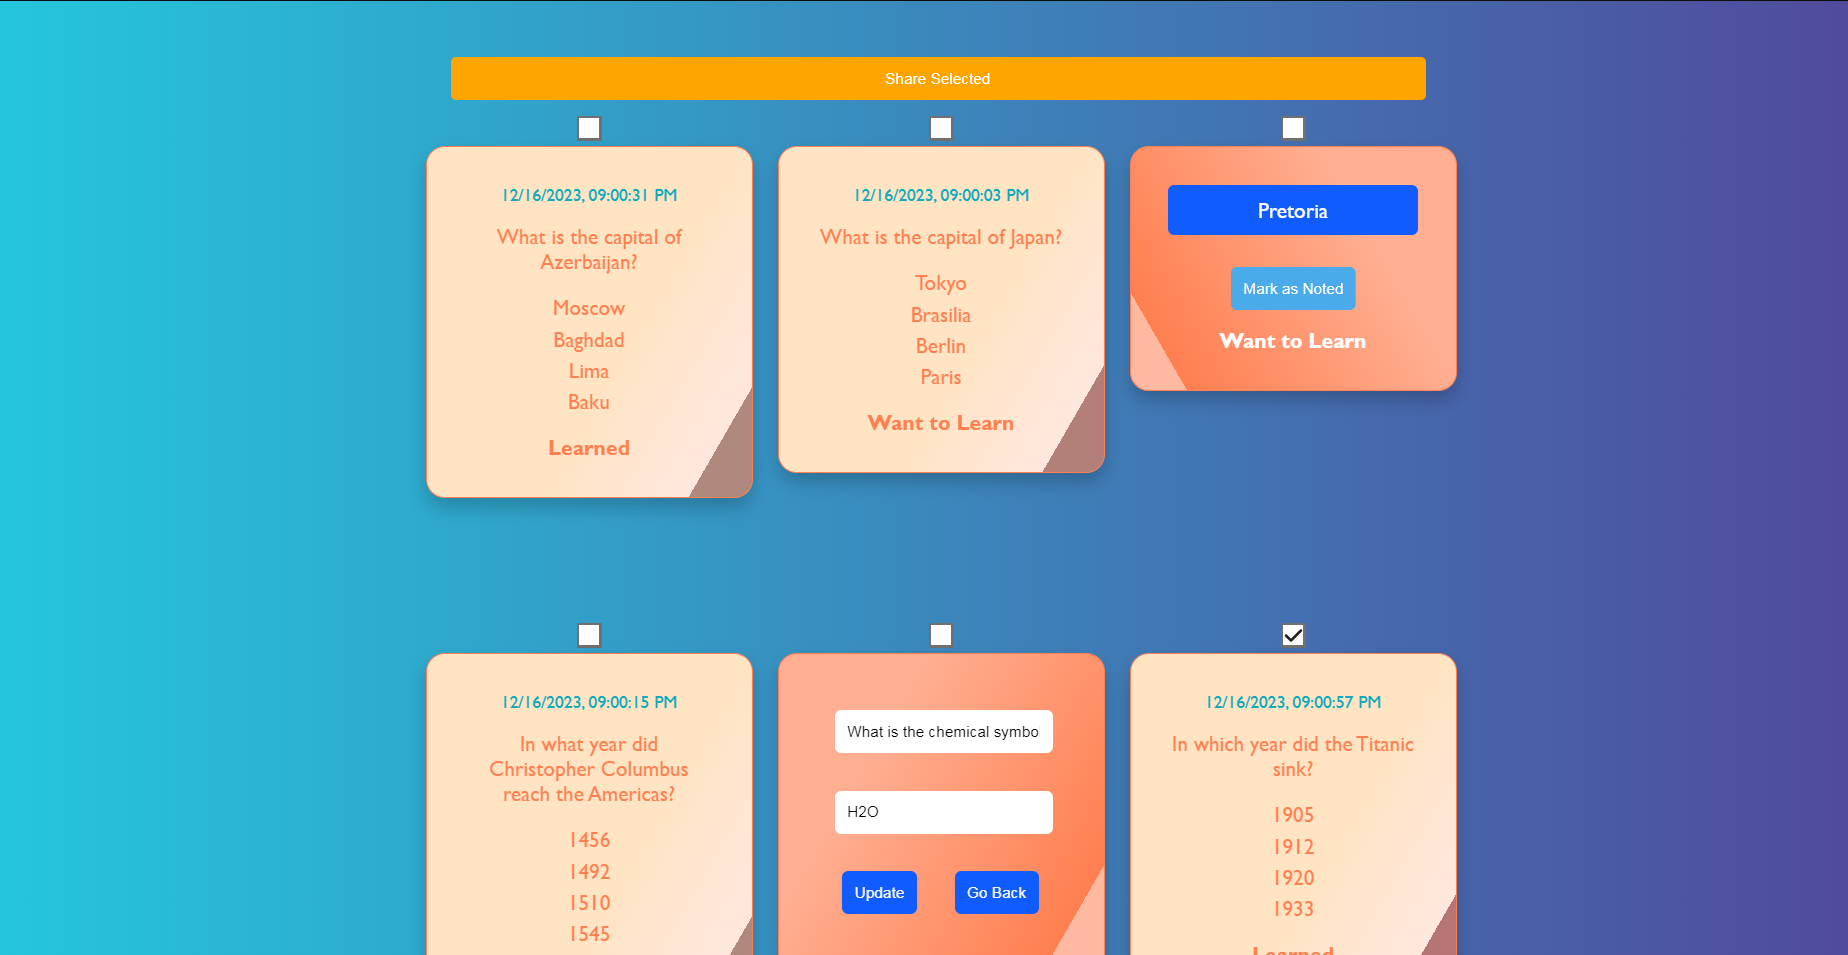 Share Selected
12/16/2023, 09:00:31 PM
What is the capital of
Azerbaijan?
Moscow
Baghdad
Lima
Baku
Learned
12/16/2023, 09:00:03 PM
What is the capital of Japan?
Tokyo
Brasilia
Berlin
Paris
Want to Learn
Pretoria
Mark as Noted
Want to Learn
12/16/2023, 09:00:15 PM
In what year did
Christopher Columbus
reach the Americas?
1456
1492
1510
1545
What is the chemical symbo
H2O
Update Go Back
12/16/2023, 09:00:57 PM
In which year did the Titanic
sink?
1905
1912
1920
1933
Learned